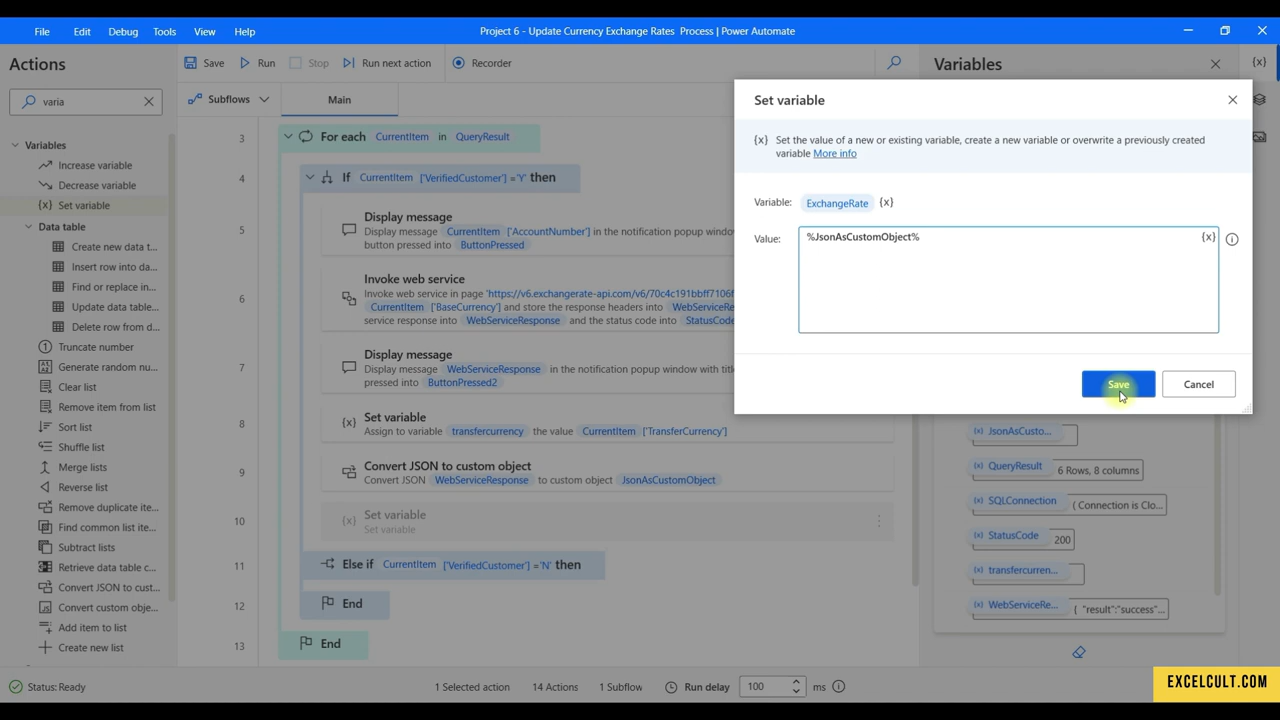 File Edit Debug Tools View Help
Project 6 - Update Currency Exchange Rates Process | Power Automate
Actions
varia
Variables
Increase variable
Decrease variable
{x} Set variable
Data table
Create new data t...
Insert row into da...
Find or replace in...
Update data table...
Delete row from d...
Truncate number
Generate random nu...
Clear list
Remove item from list
Sort list
Shuffle list
Merge lists
Reverse list
Remove duplicate ite...
Find common list ite...
Subtract lists
Retrieve data table c...
Convert JSON to cust...
Convert custom obje...
Add item to list
Create new list
Save Run Stop Run next action Recorder
Subflows Main
3 For each CurrentItem in QueryResult
4 If CurrentItem ['VerifiedCustomer'] ='Y' then
5 Display message
Display message CurrentItem ['AccountNumber'] in the notification popup window
button pressed into ButtonPressed
6 Invoke web service
Invoke web service in page 'https://v6.exchangerate-api.com/v6/70c4c191bbff7106f
CurrentItem ['BaseCurrency'] and store the response headers into WebServiceRe
service response into WebServiceResponse and the status code into StatusCod
7 Display message
Display message WebServiceResponse in the notification popup window with titl
pressed into ButtonPressed2
8 {x} Set variable
Assign to variable transfercurrency the value CurrentItem ['TransferCurrency']
9 Convert JSON to custom object
Convert JSON WebServiceResponse to custom object JsonAsCustomObject
10 {x} Set variable
Set variable
11 Else if CurrentItem ['VerifiedCustomer'] ='N' then
12 End
13 End
Variables {x}
Set variable
{x} Set the value of a new or existing variable, create a new variable or overwrite a previously created
variable More info
Variable: ExchangeRate {x}
Value: %JsonAsCustomObject% {x}
Save Cancel
{x} JsonAsCusto...
{x} QueryResult 6 Rows, 8 columns
{x} SQLConnection ( Connection is Clo...
{x} StatusCode 200
{x} transfercurren...
{x} WebServiceRe... { "result":"success"...
Status: Ready 1 Selected action 14 Actions 1 Subflow Run delay 100 ms
EXCELCULT.COM